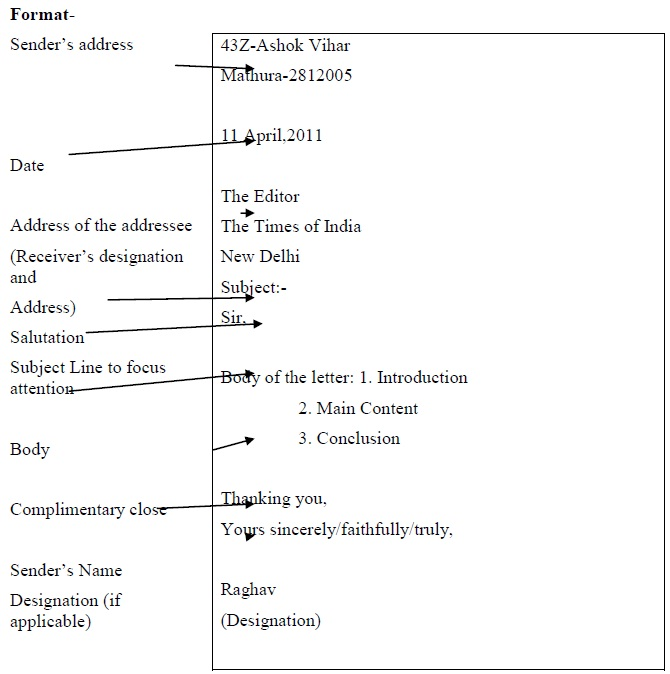 Format-
Sender's address
43Z-Ashok Vihar
Mathura-2812005
11 April,2011
Date
The Editor
Address of the addressee
The Times of India
(Receiver's designation
and
New Delhi
Address)
Subject:-
Salutation
Sir,
Subject Line to focus
attention
Body of the letter: 1. Introduction
2. Main Content
3. Conclusion
Body
Complimentary close
Thanking you,
Yours sincerely/faithfully/truly,
Sender's Name
Raghav
Designation (if
applicable)
(Designation)